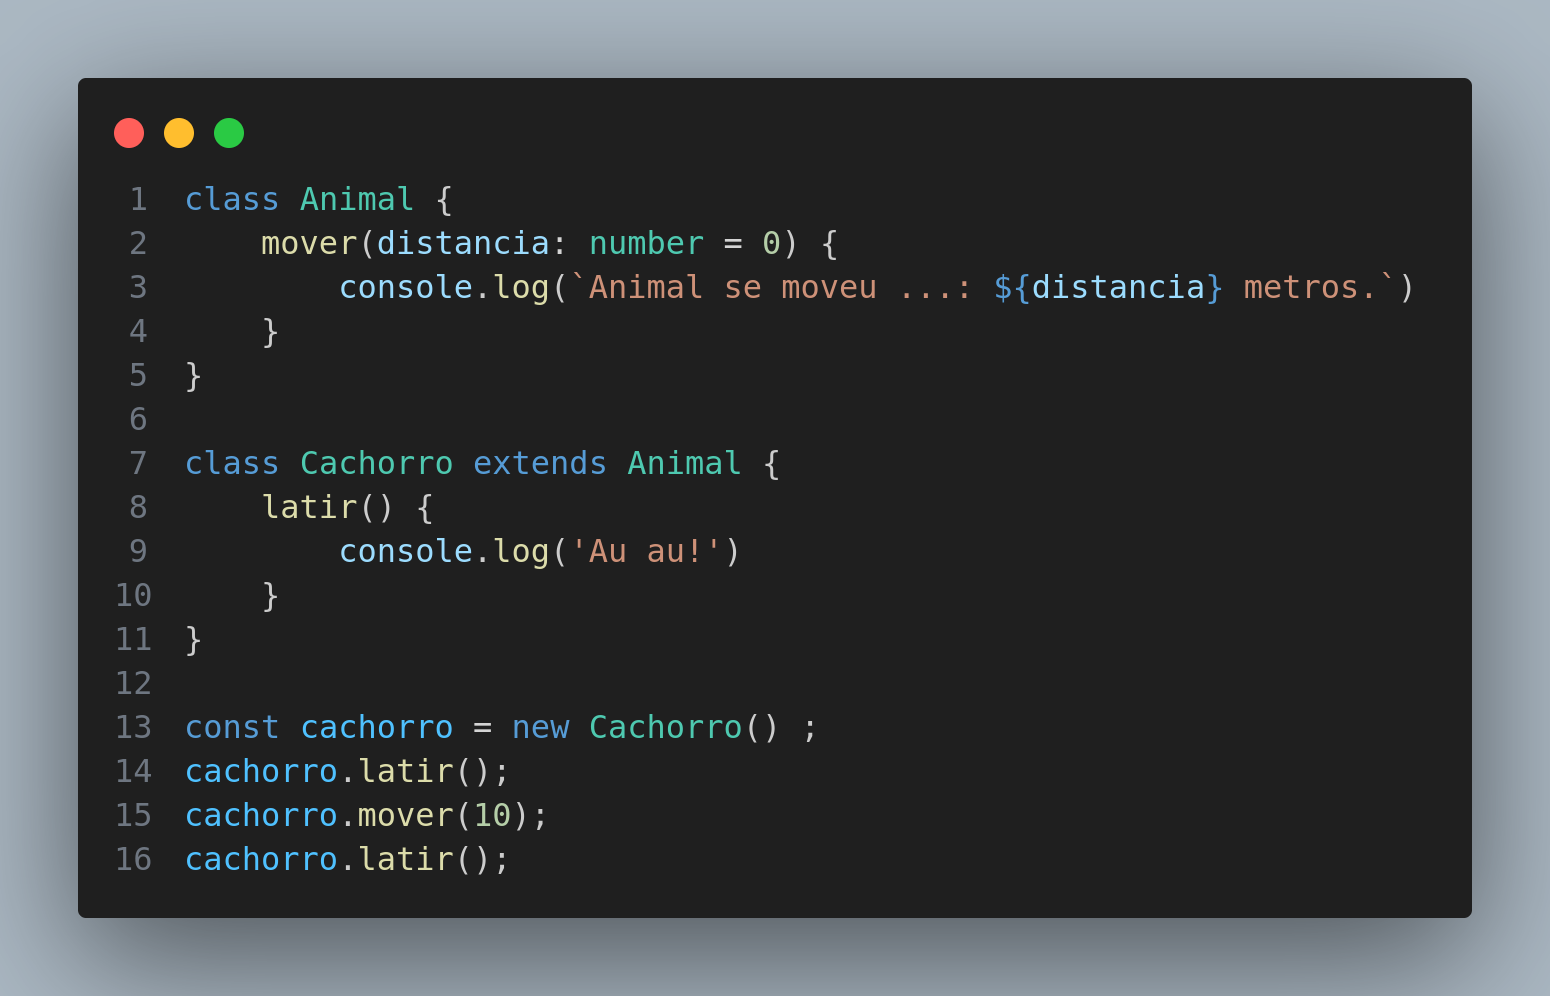 1 class Animal {
2     mover(distancia: number = 0) {
3         console.log(`Animal se moveu ...: ${distancia} metros.`)
4     }
5 }
6
7 class Cachorro extends Animal {
8     latir() {
9         console.log('Au au!')
10     }
11 }
12
13 const cachorro = new Cachorro() ;
14 cachorro.latir();
15 cachorro.mover(10);
16 cachorro.latir();